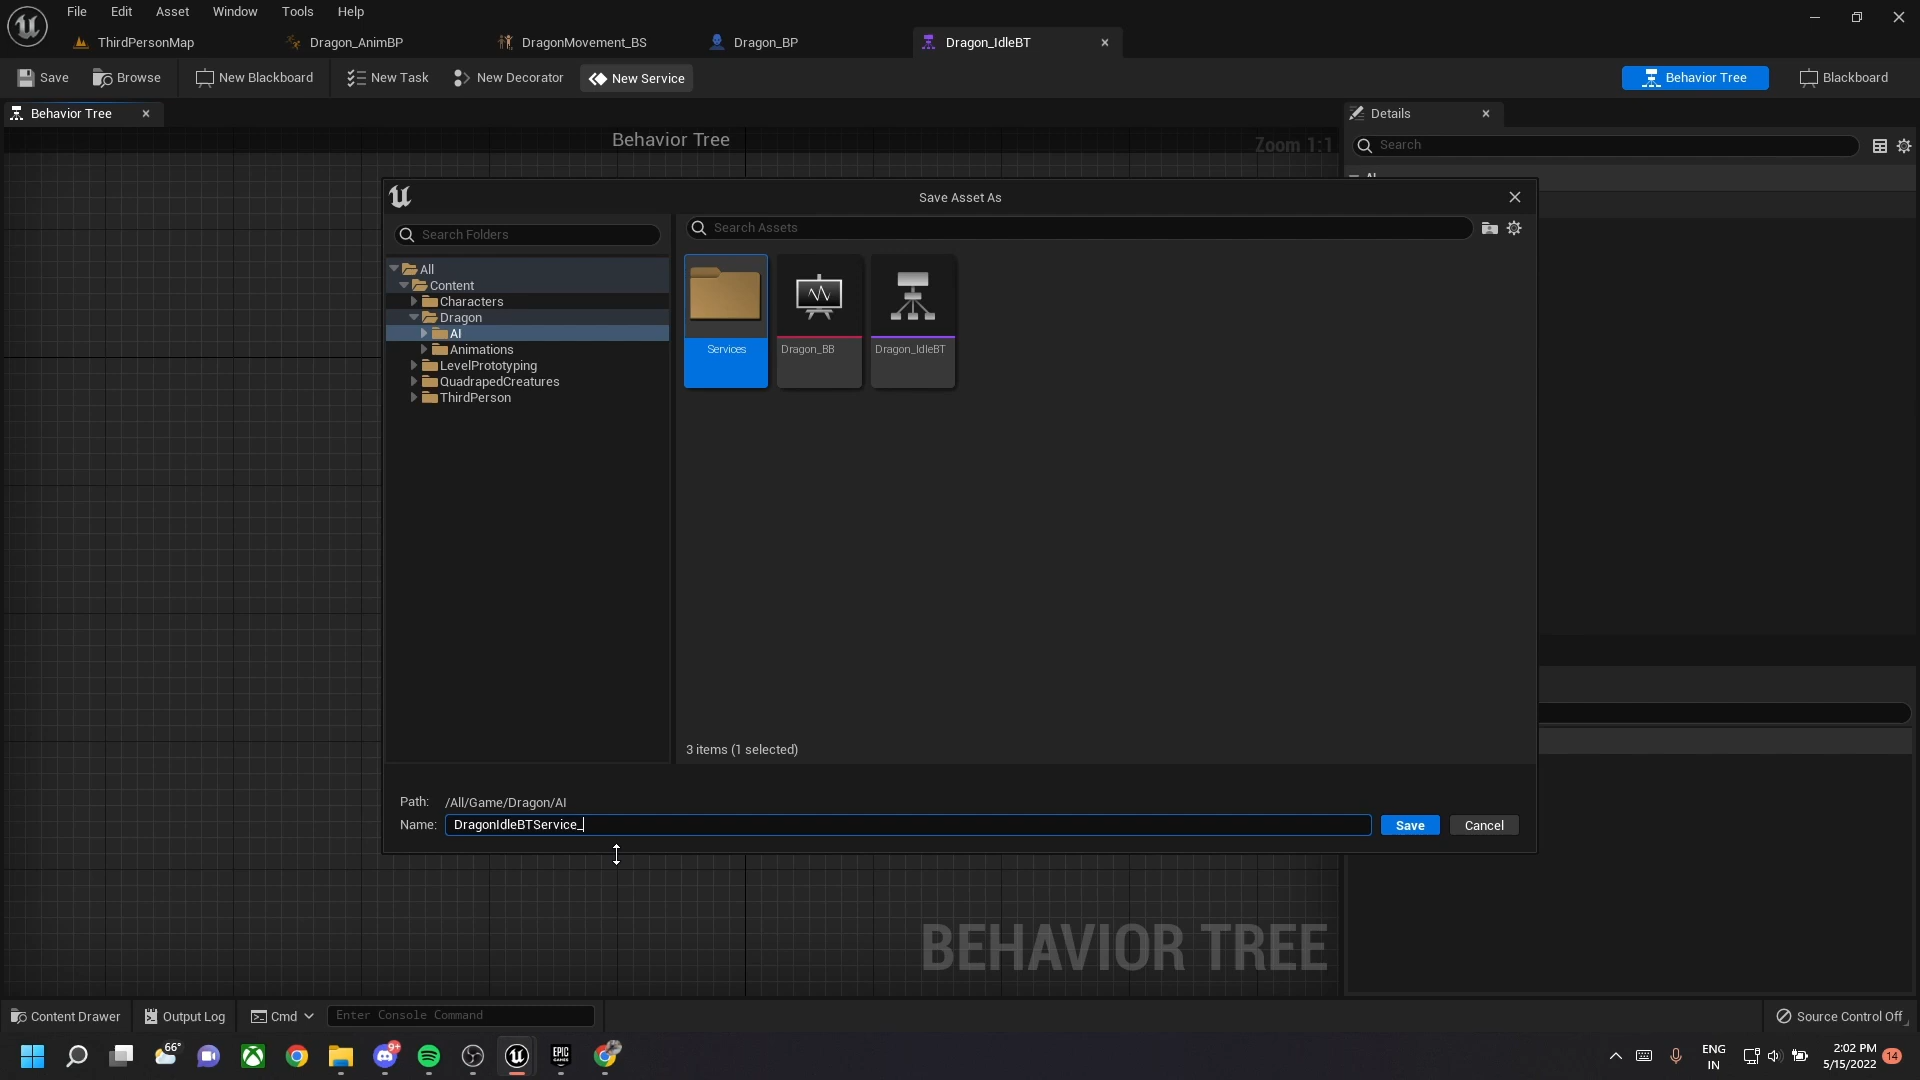 File Edit Asset Window Tools Help
ThirdPersonMap Dragon_AnimBP DragonMovement_BS Dragon_BP Dragon_IdleBT
Save Browse New Blackboard New Task New Decorator New Service Behavior Tree Blackboard
Behavior Tree Details
Behavior Tree Zoom 1:1
Search
Save Asset As
Search Folders
Search Assets
All
Content
Characters
Dragon
AI
Animations
LevelPrototyping
QuadrapedCreatures
ThirdPerson
Services Dragon_BB Dragon_IdleBT
3 items (1 selected)
Path: /All/Game/Dragon/AI
Name: DragonIdleBTService_
Save Cancel
BEHAVIOR TREE
Content Drawer Output Log Cmd Enter Console Command Source Control Off
66° 9+ EPIC GAMES ENG IN 2:02 PM 5/15/2022 14